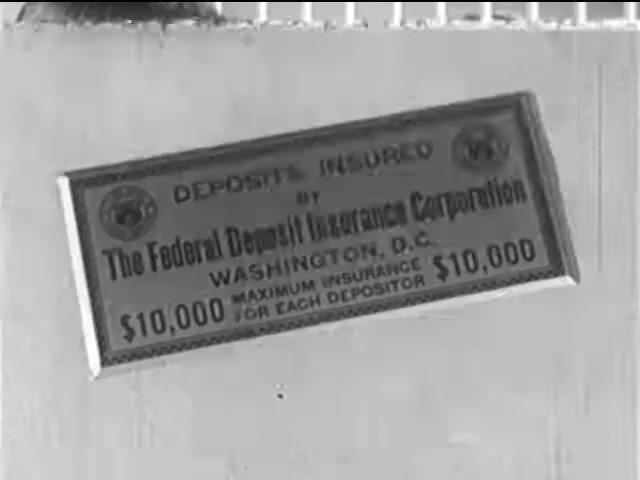 DEPOSITS INSURED
BY
The Federal Deposit Insurance Corporation
WASHINGTON, D.C.
$10,000 MAXIMUM INSURANCE FOR EACH DEPOSITOR $10,000